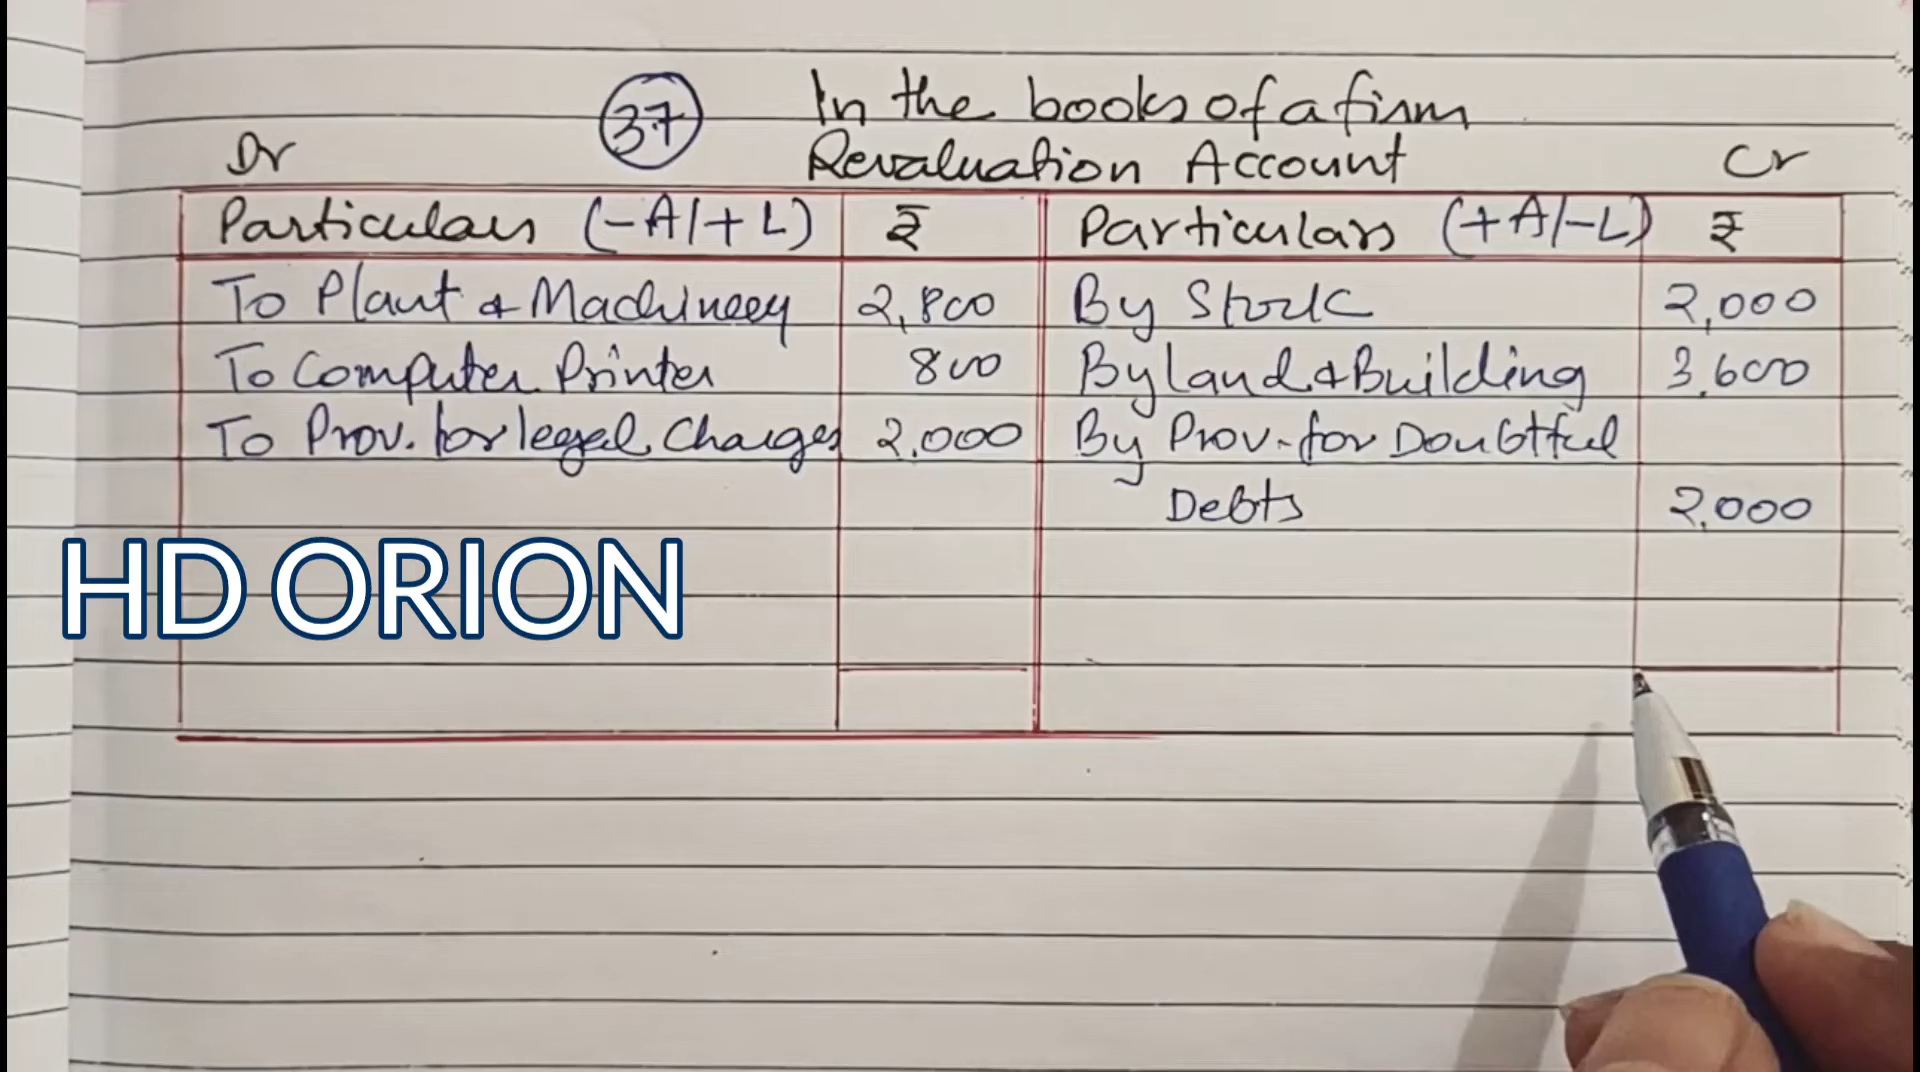 37 In the books of a firm
Dr Revaluation Account Cr
Particulars (-A/+L) ₹ Particulars (+A/-L) ₹
To Plant & Machinery 2,800 By Stock 2,000
To Computer Printer 800 By Land & Building 3,600
To Prov. for legal Charges 2,000 By Prov. for Doubtful
Debts 2,000
HD ORION